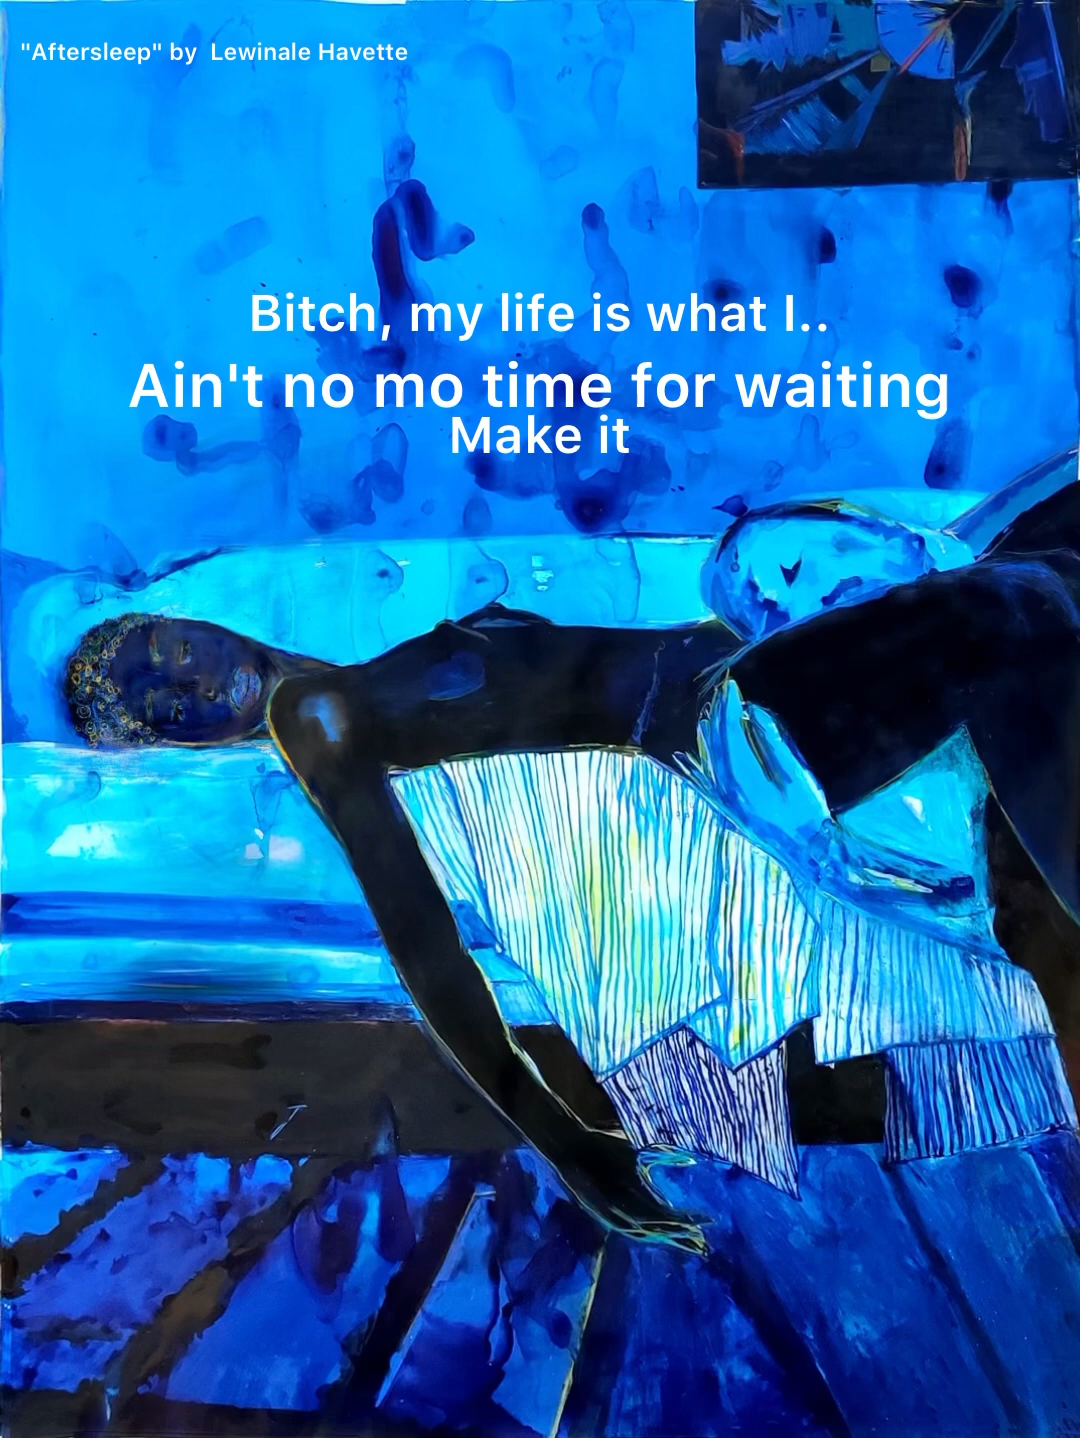 "Aftersleep" by Lewinale Havette
Bitch, my life is what I..
Ain't no mo time for waiting
Make it